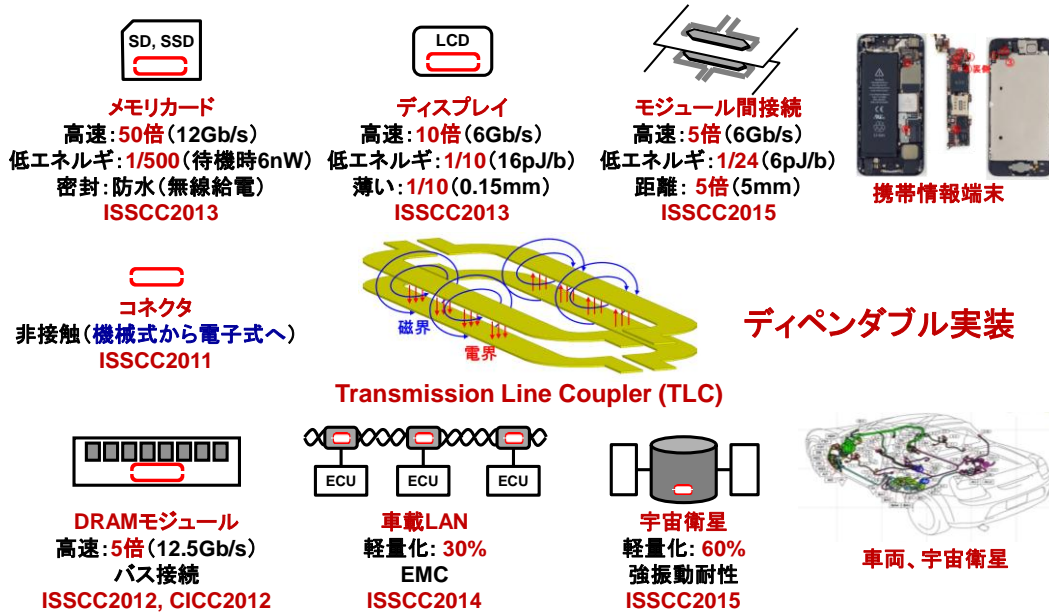 SD, SSD
メモリカード
高速:50倍(12Gb/s)
低エネルギ:1/500(待機時6nW)
密封:防水(無線給電)
ISSCC2013
LCD
ディスプレイ
高速:10倍(6Gb/s)
低エネルギ:1/10(16pJ/b)
薄い:1/10(0.15mm)
ISSCC2013
モジュール間接続
高速:5倍(6Gb/s)
低エネルギ:1/24(6pJ/b)
距離: 5倍(5mm)
ISSCC2015
携帯情報端末
コネクタ
非接触(機械式から電子式へ)
ISSCC2011
磁界
電界
Transmission Line Coupler (TLC)
ディペンダブル実装
DRAMモジュール
高速:5倍(12.5Gb/s)
バス接続
ISSCC2012, CICC2012
ECU
ECU
ECU
車載LAN
軽量化: 30%
EMC
ISSCC2014
宇宙衛星
軽量化: 60%
強振動耐性
ISSCC2015
車両、宇宙衛星